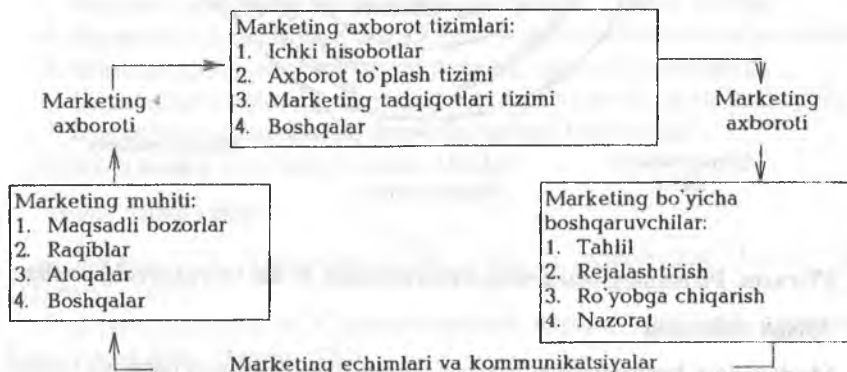 Marketing axborot tizimlari:
1. Ichki hisobotlar
2. Axborot to`plash tizimi
3. Marketing tadqiqotlari tizimi
4. Boshqalar
Marketing
axboroti
Marketing
axboroti
Marketing muhiti:
1. Maqsadli bozorlar
2. Raqiblar
3. Aloqalar
4. Boshqalar
Marketing bo`yicha
boshqaruvchilar:
1. Tahlil
2. Rejalashtirish
3. Ro`yobga chiqarish
4. Nazorat
Marketing echimlari va kommunikatsiyalar